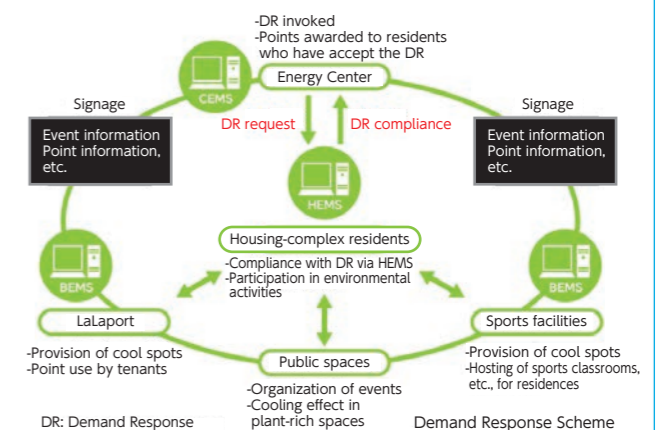 -DR invoked
-Points awarded to residents
who have accept the DR
Energy Center
CEMS
Signage
Event information
Point information,
etc.
Signage
Event information
Point information,
etc.
DR request
DR compliance
HEMS
Housing-complex residents
-Compliance with DR via HEMS
-Participation in environmental
activities
BEMS
LaLaport
-Provision of cool spots
-Point use by tenants
BEMS
Sports facilities
-Provision of cool spots
-Hosting of sports classrooms,
etc., for residences
Public spaces
-Organization of events
-Cooling effect in
plant-rich spaces
DR: Demand Response
Demand Response Scheme